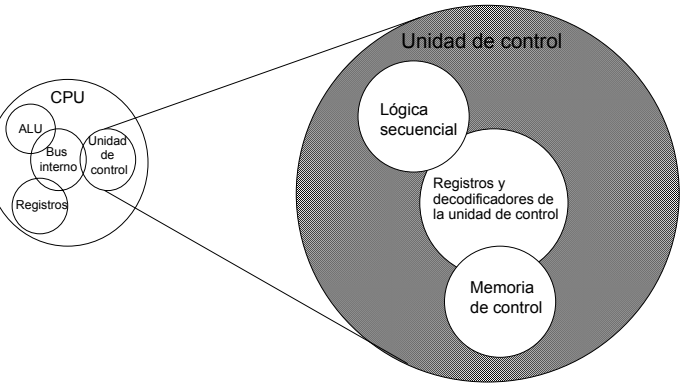 CPU
ALU
Bus
interno
Unidad
de
control
Registros
Unidad de control
Lógica
secuencial
Registros y
decodificadores de
la unidad de control
Memoria
de control